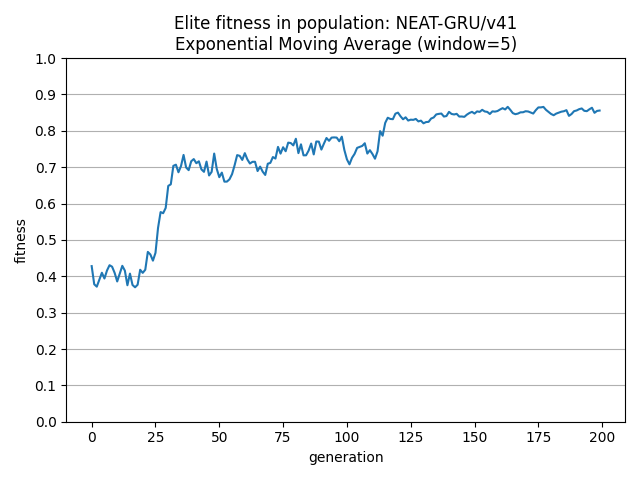 Elite fitness in population: NEAT-GRU/v41
Exponential Moving Average (window=5)
1.0
0.9
0.8
0.7
0.6
0.5
0.4
0.3
0.2
0.1
0.0
fitness
0 25 50 75 100 125 150 175 200
generation